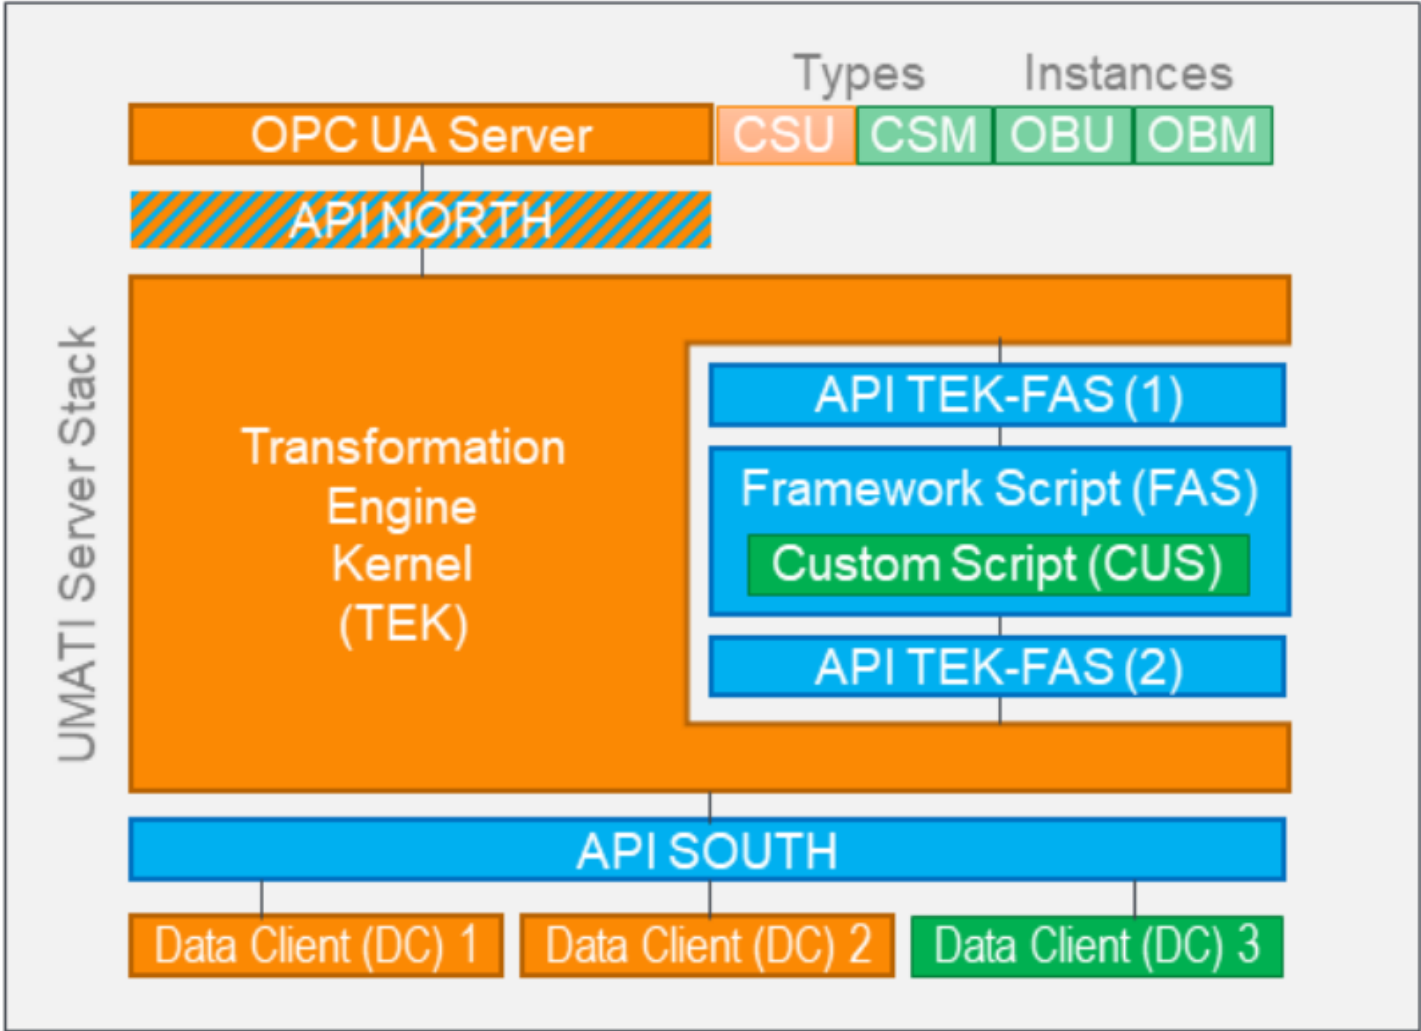 Types Instances
OPC UA Server CSU CSM OBU OBM
API NORTH
UMATI Server Stack
API TEK-FAS (1)
Transformation
Engine
Kernel
(TEK)
Framework Script (FAS)
Custom Script (CUS)
API TEK-FAS (2)
API SOUTH
Data Client (DC) 1 Data Client (DC) 2 Data Client (DC) 3